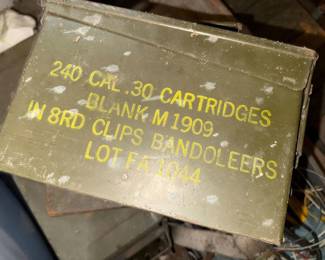 240 CAL .30 CARTRIDGES
BLANK M1909
IN 8RD CLIPS BANDOLEERS
LOT FA 1044